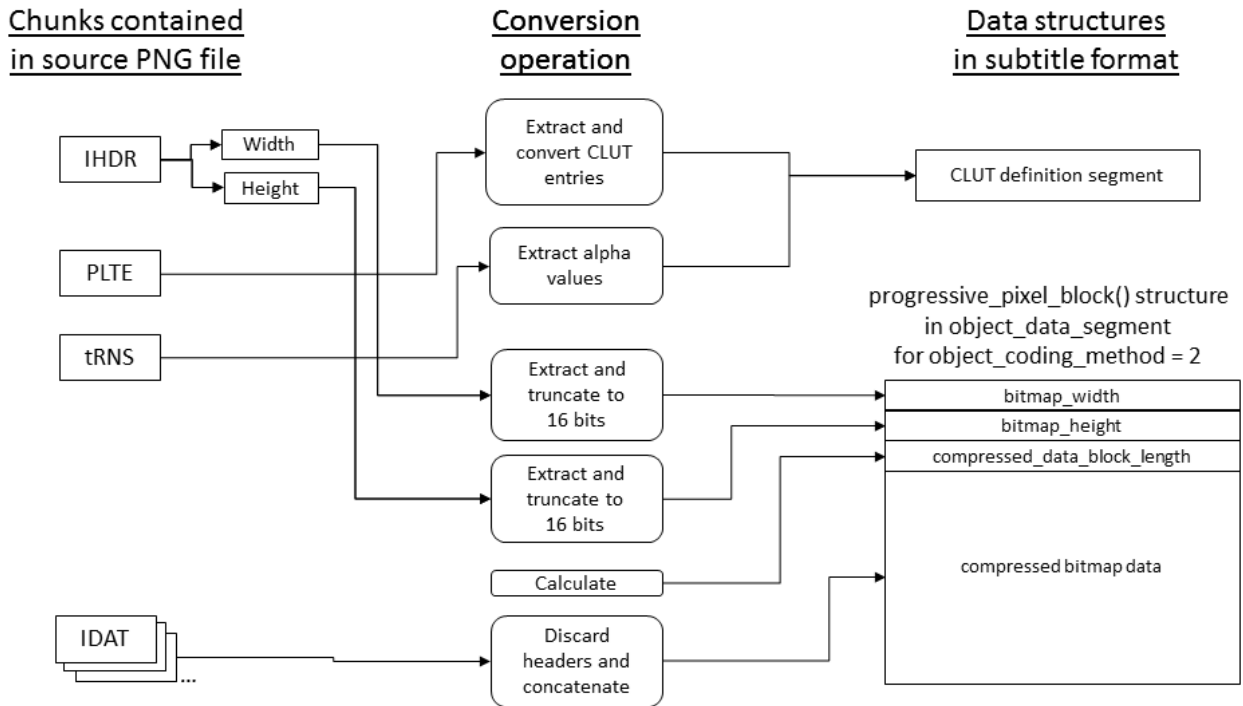 Chunks contained
in source PNG file
Conversion
operation
Data structures
in subtitle format
IHDR
Width
Height
Extract and
convert CLUT
entries
CLUT definition segment
PLTE
Extract alpha
values
progressive_pixel_block() structure
in object_data_segment
for object_coding_method = 2
tRNS
Extract and
truncate to
16 bits
bitmap_width
bitmap_height
compressed_data_block_length
Extract and
truncate to
16 bits
Calculate
compressed bitmap data
IDAT
...
Discard
headers and
concatenate